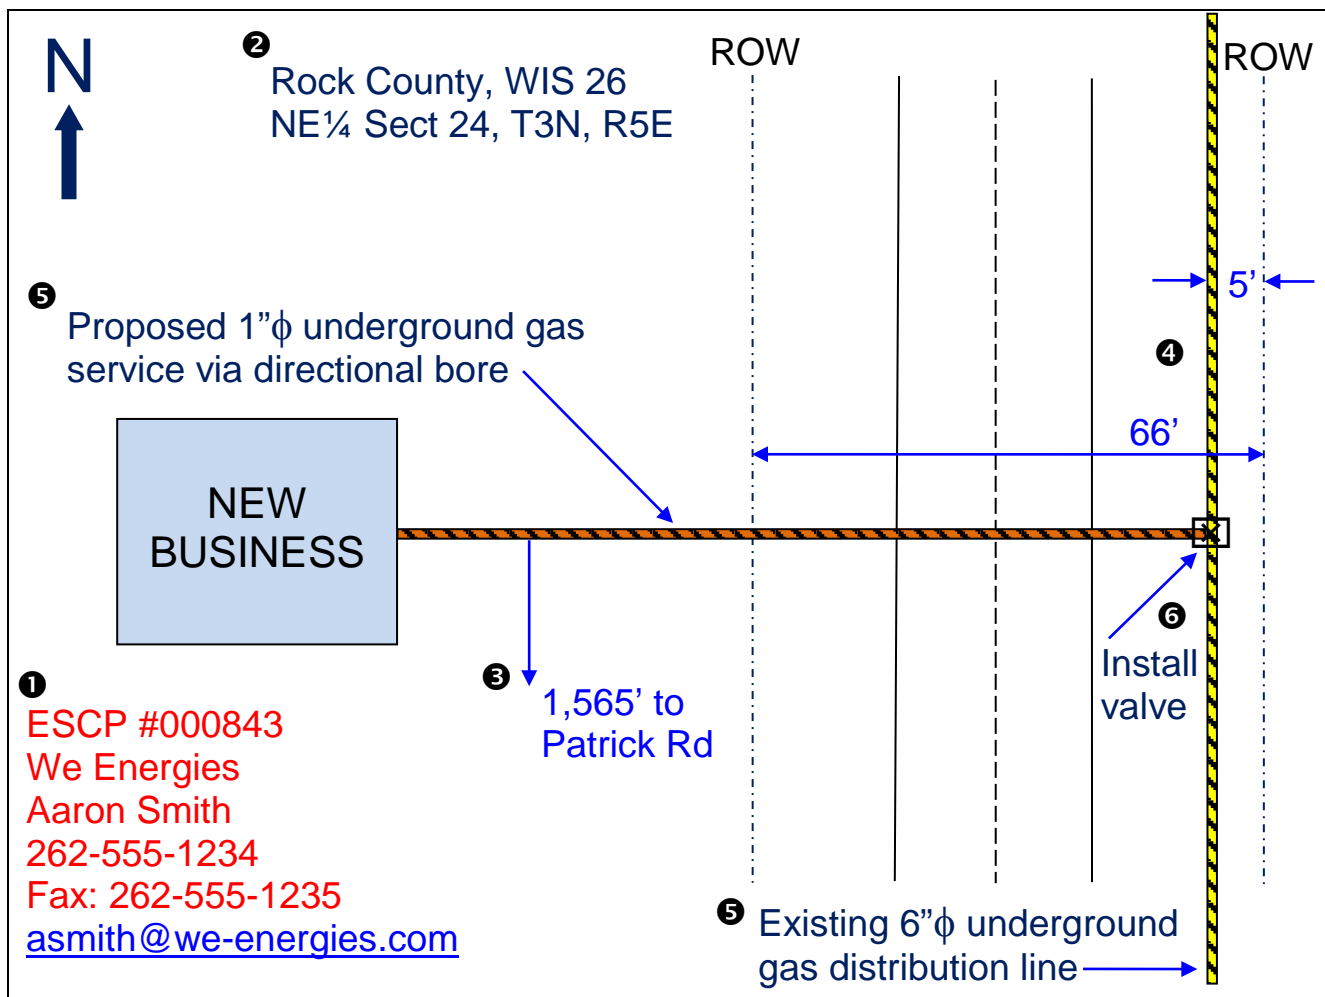 N
❷
Rock County, WIS 26
NE¼ Sect 24, T3N, R5E
ROW
ROW
5’
❹
66’
❺
Proposed 1”ϕ underground gas
service via directional bore
NEW
BUSINESS
❸
1,565’ to
Patrick Rd
❻
Install
valve
❶
ESCP #000843
We Energies
Aaron Smith
262-555-1234
Fax: 262-555-1235
asmith@we-energies.com
❺
Existing 6”ϕ underground
gas distribution line